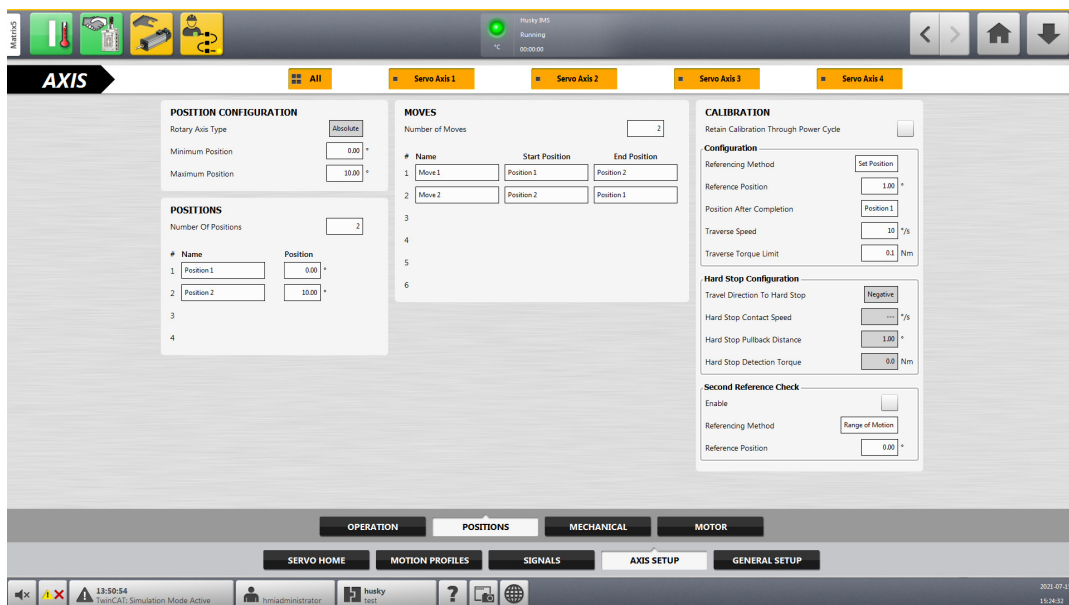 Matrix5
Husky IMS
Running
°C 00:00:00
AXIS
All
Servo Axis 1
Servo Axis 2
Servo Axis 3
Servo Axis 4
POSITION CONFIGURATION
Rotary Axis Type Absolute
Minimum Position 0.00 °
Maximum Position 10.00 °
POSITIONS
Number Of Positions 2
# Name Position
1 Position 1 0.00 °
2 Position 2 10.00 °
3
4
MOVES
Number of Moves 2
# Name Start Position End Position
1 Move 1 Position 1 Position 2
2 Move 2 Position 2 Position 1
3
4
5
6
CALIBRATION
Retain Calibration Through Power Cycle
Configuration
Referencing Method Set Position
Reference Position 1.00 °
Position After Completion Position 1
Traverse Speed 10 °/s
Traverse Torque Limit 0.1 Nm
Hard Stop Configuration
Travel Direction To Hard Stop Negative
Hard Stop Contact Speed --- °/s
Hard Stop Pullback Distance 1.00 °
Hard Stop Detection Torque 0.0 Nm
Second Reference Check
Enable
Referencing Method Range of Motion
Reference Position 0.00 °
OPERATION POSITIONS MECHANICAL MOTOR
SERVO HOME MOTION PROFILES SIGNALS AXIS SETUP GENERAL SETUP
13:50:54
TwinCAT: Simulation Mode Active
hmiadministrator
husky
test
?
2021-07-1
15:24:32